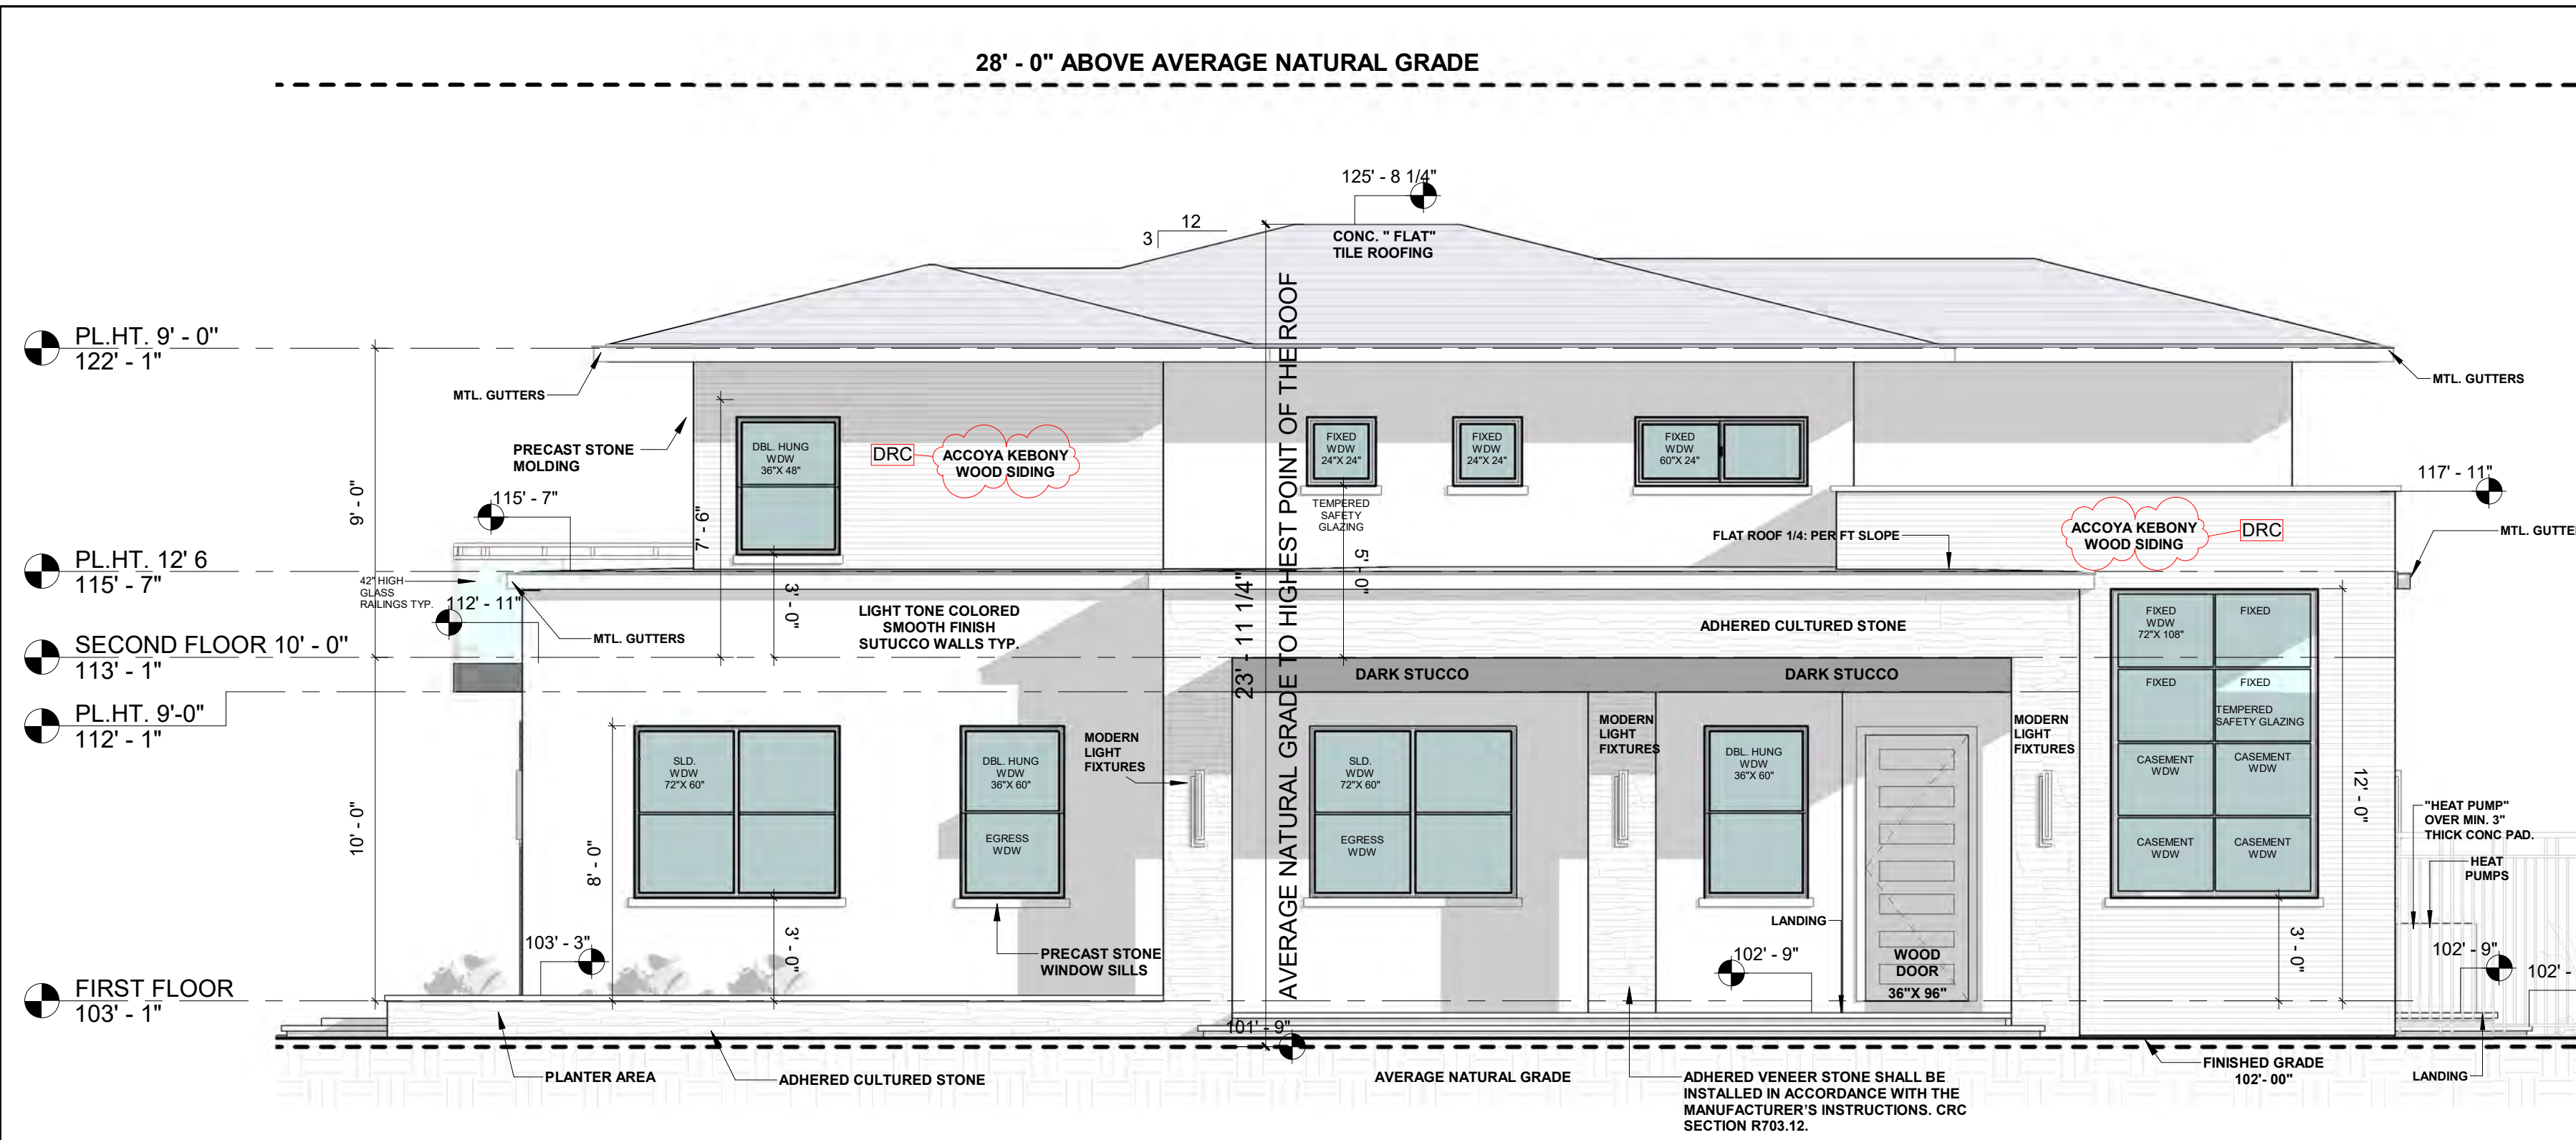 28' - 0" ABOVE AVERAGE NATURAL GRADE
125' - 8 1/4"
12
3
CONC. " FLAT"
TILE ROOFING
PL.HT. 9' - 0"
122' - 1"
MTL. GUTTERS
MTL. GUTTERS
PRECAST STONE
MOLDING
DBL. HUNG
WDW
36"X 48"
DRC
ACCOYA KEBONY
WOOD SIDING
FIXED
WDW
24"X 24"
FIXED
WDW
24"X 24"
FIXED
WDW
60"X 24"
TEMPERED
SAFETY
GLAZING
117' - 11"
115' - 7"
9' - 0"
7' - 6"
FLAT ROOF 1/4: PER FT SLOPE
ACCOYA KEBONY
WOOD SIDING
DRC
MTL. GUTTE
PL.HT. 12' 6
115' - 7"
42" HIGH
GLASS
RAILINGS TYP.
112' - 11"
MTL. GUTTERS
3' - 0"
5' - 0"
LIGHT TONE COLORED
SMOOTH FINISH
SUTUCCO WALLS TYP.
23' - 11 1/4"
AVERAGE NATURAL GRADE TO HIGHEST POINT OF THE ROOF
ADHERED CULTURED STONE
FIXED
WDW
72"X 108"
FIXED
SECOND FLOOR 10' - 0"
113' - 1"
DARK STUCCO
DARK STUCCO
FIXED
FIXED
TEMPERED
SAFETY GLAZING
PL.HT. 9'-0"
112' - 1"
MODERN
LIGHT
FIXTURES
MODERN
LIGHT
FIXTURES
MODERN
LIGHT
FIXTURES
SLD.
WDW
72"X 60"
DBL. HUNG
WDW
36"X 60"
EGRESS
WDW
SLD.
WDW
72"X 60"
EGRESS
WDW
DBL. HUNG
WDW
36"X 60"
CASEMENT
WDW
CASEMENT
WDW
CASEMENT
WDW
CASEMENT
WDW
10' - 0"
8' - 0"
12' - 0"
"HEAT PUMP"
OVER MIN. 3"
THICK CONC PAD.
HEAT
PUMPS
LANDING
3' - 0"
3' - 0"
103' - 3"
PRECAST STONE
WINDOW SILLS
102' - 9"
WOOD
DOOR
36"X 96"
102' - 9"
102' -
FIRST FLOOR
103' - 1"
101' - 9"
PLANTER AREA
ADHERED CULTURED STONE
AVERAGE NATURAL GRADE
ADHERED VENEER STONE SHALL BE
INSTALLED IN ACCORDANCE WITH THE
MANUFACTURER'S INSTRUCTIONS. CRC
SECTION R703.12.
FINISHED GRADE
102'- 00"
LANDING